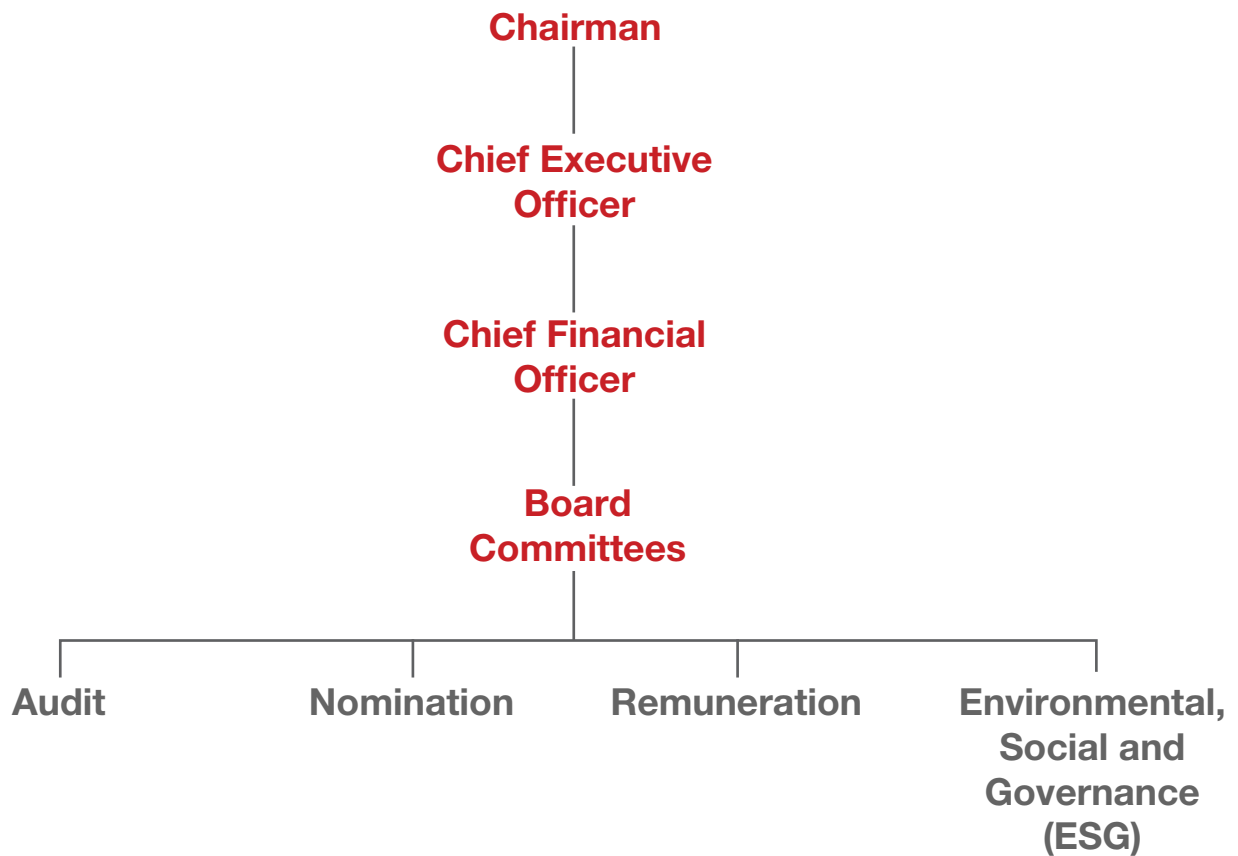 Chairman
Chief Executive
Officer
Chief Financial
Officer
Board
Committees
Audit
Nomination
Remuneration
Environmental,
Social and
Governance
(ESG)